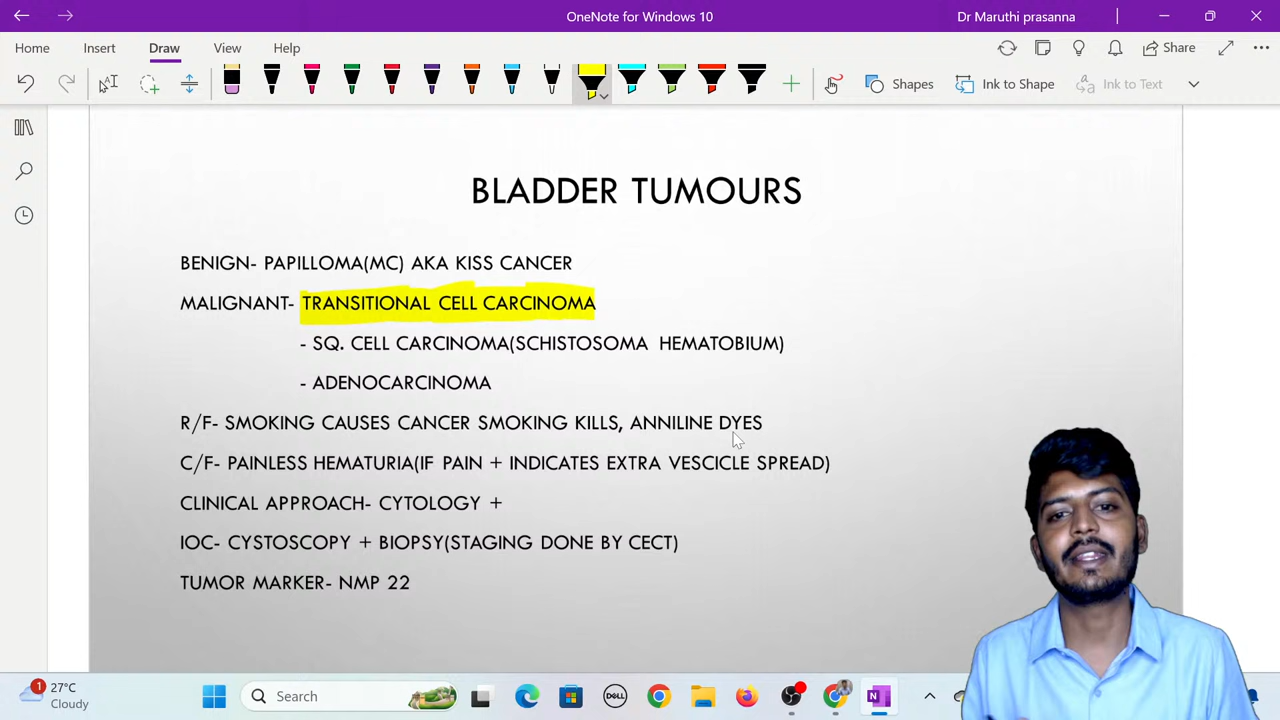 OneNote for Windows 10
Dr Maruthi prasanna
Home Insert Draw View Help
Share
Shapes
Ink to Shape
Ink to Text
BLADDER TUMOURS
BENIGN- PAPILLOMA(MC) AKA KISS CANCER
MALIGNANT- TRANSITIONAL CELL CARCINOMA
- SQ. CELL CARCINOMA(SCHISTOSOMA HEMATOBIUM)
- ADENOCARCINOMA
R/F- SMOKING CAUSES CANCER SMOKING KILLS, ANNILINE DYES
C/F- PAINLESS HEMATURIA(IF PAIN + INDICATES EXTRA VESCICLE SPREAD)
CLINICAL APPROACH- CYTOLOGY +
IOC- CYSTOSCOPY + BIOPSY(STAGING DONE BY CECT)
TUMOR MARKER- NMP 22
1
27°C
Cloudy
Search
DELL